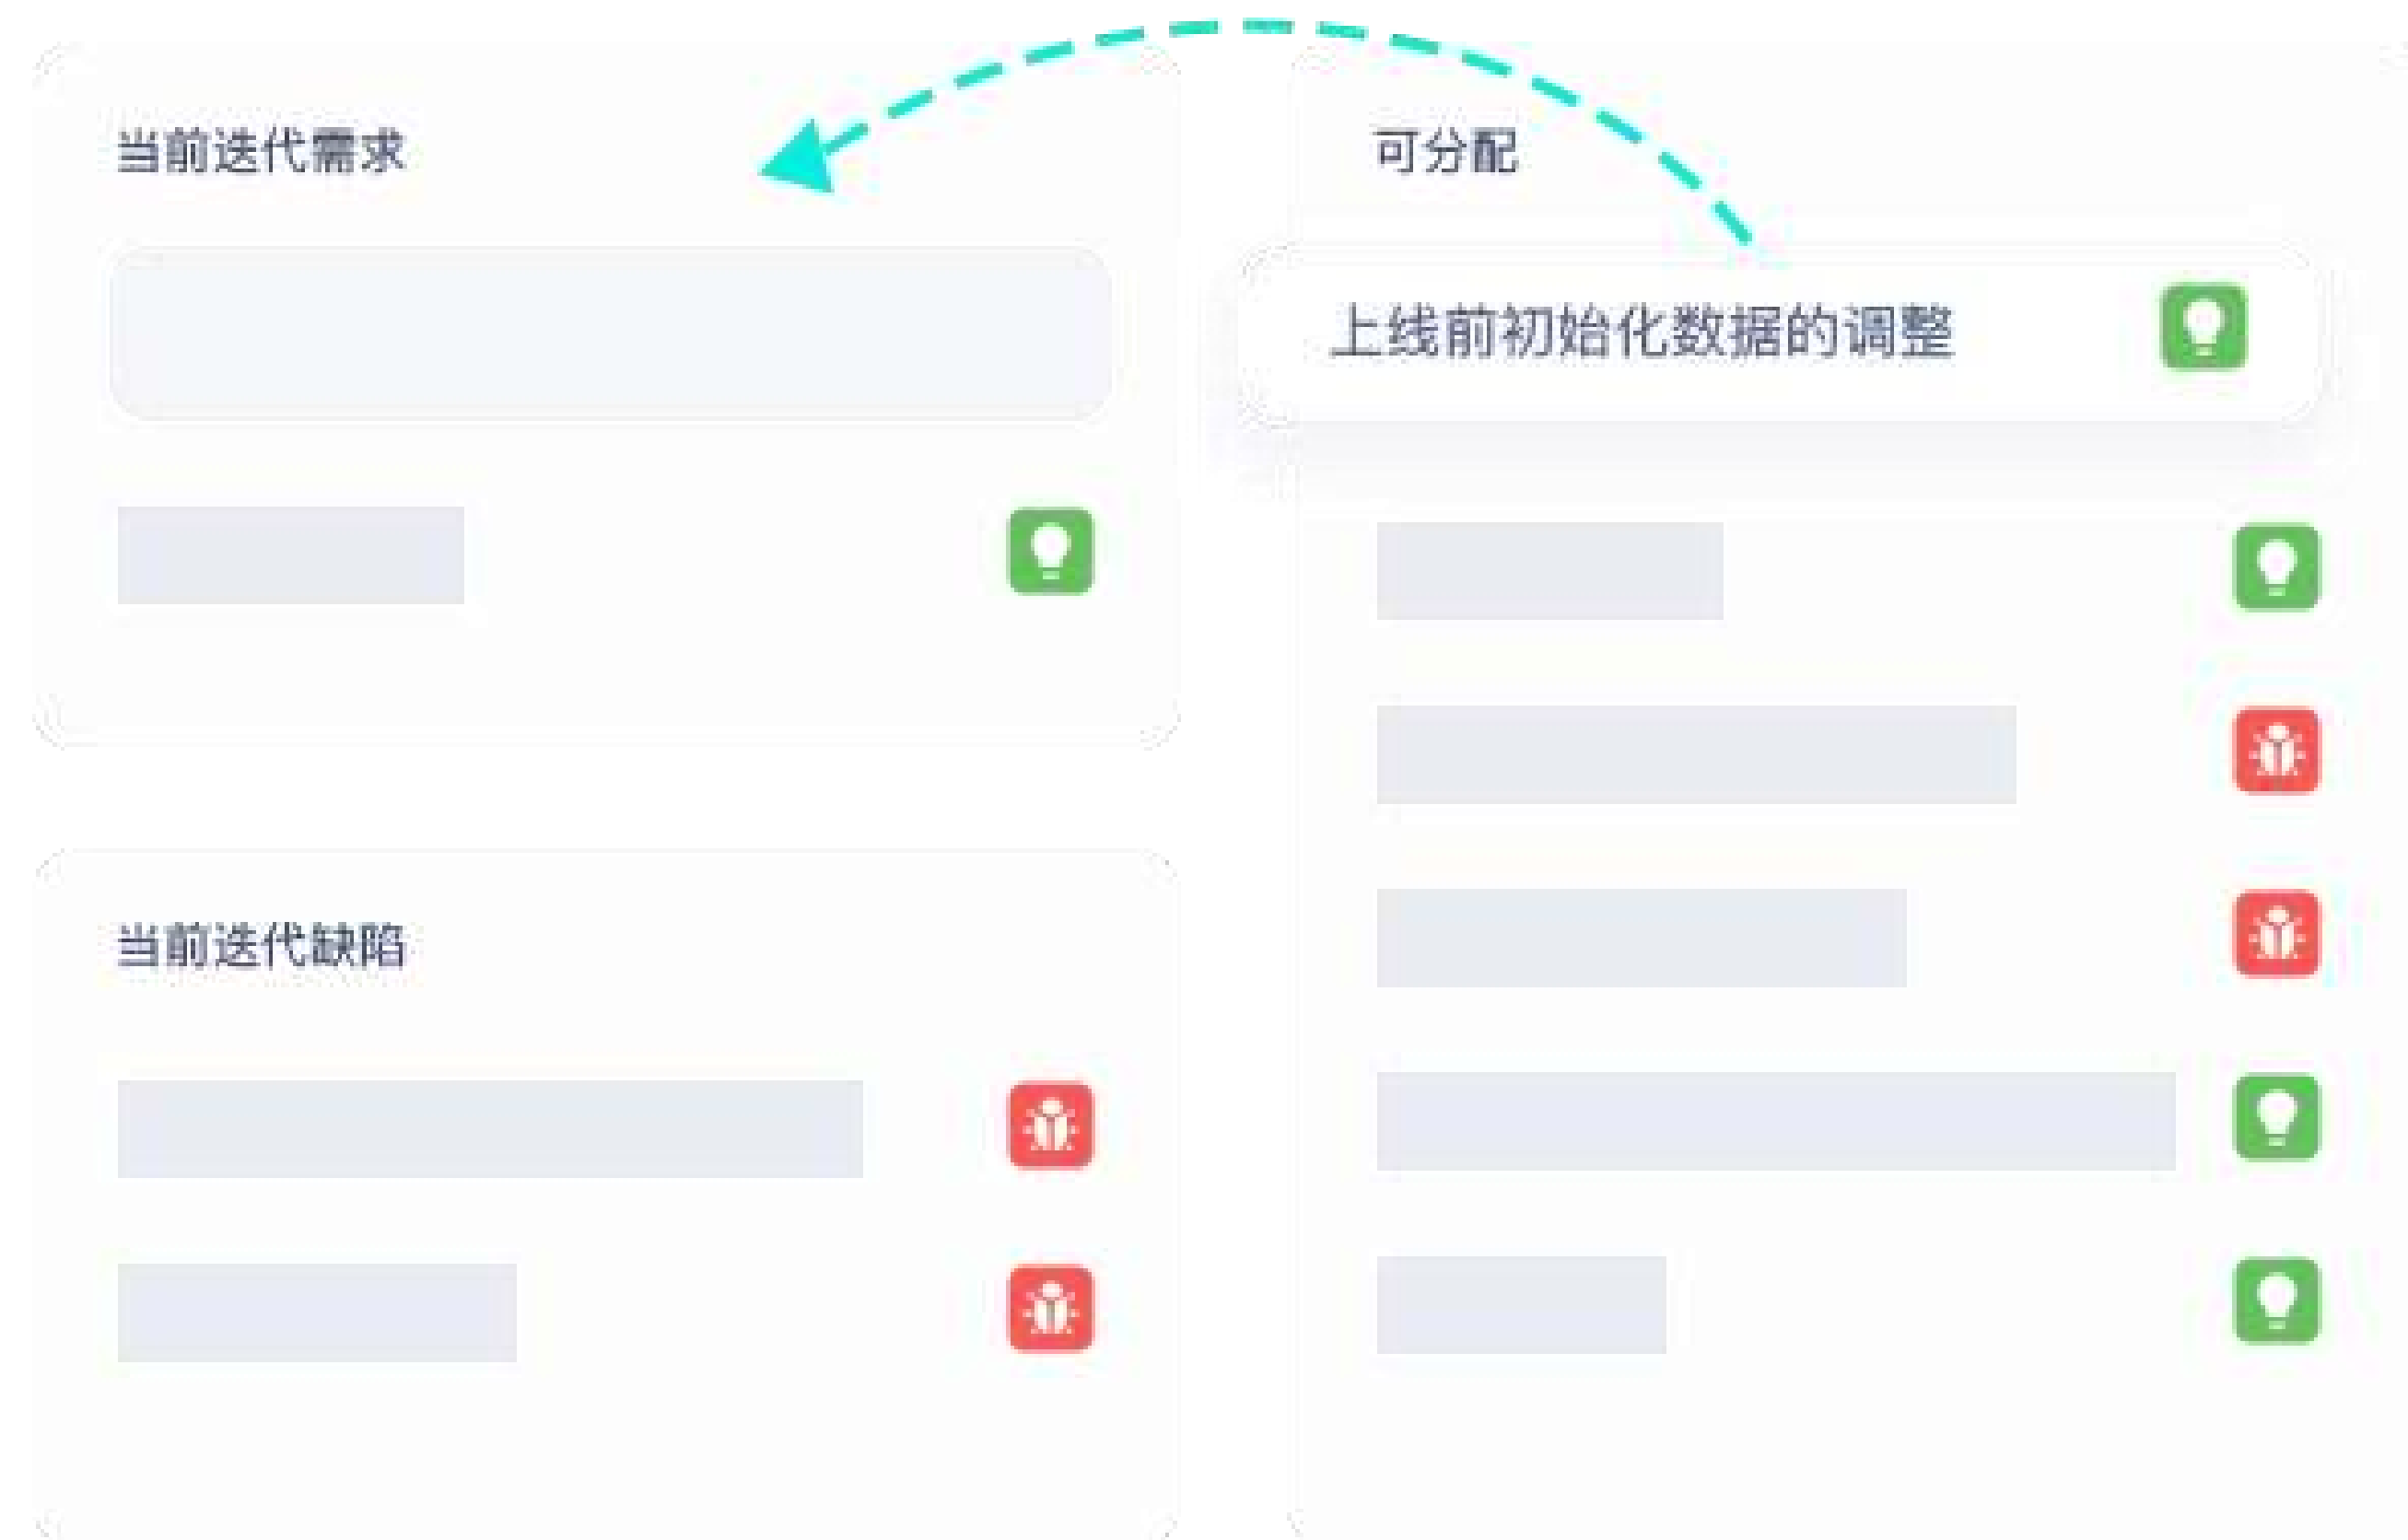 当前迭代需求
可分配
上线前初始化数据的调整
当前迭代缺陷